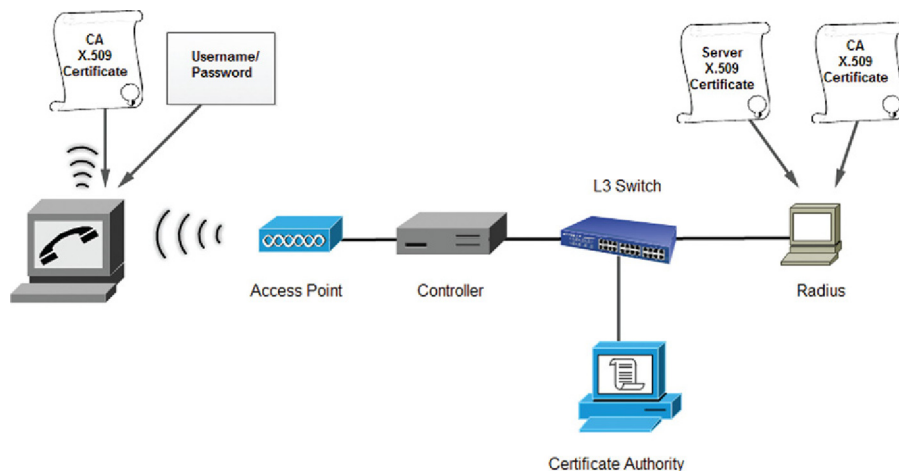 CA
X.509
Certificate
Username/
Password
Server
X.509
Certificate
CA
X.509
Certificate
L3 Switch
Access Point
Controller
Radius
Certificate Authority